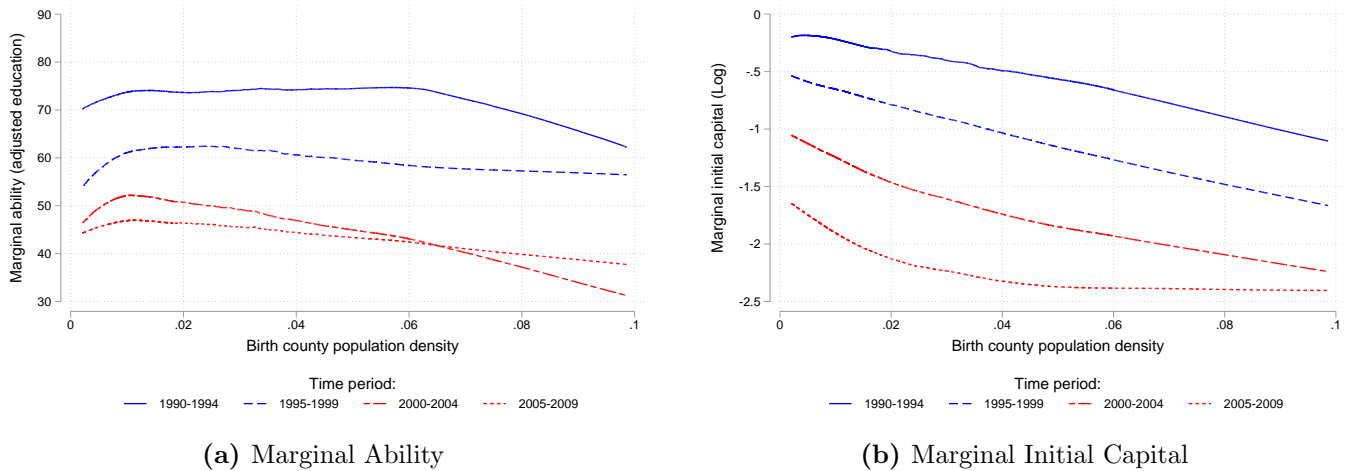 90
80
70
60
50
40
30
Marginal ability (adjusted education)
0 .02 .04 .06 .08 .1
Birth county population density
Time period:
1990-1994 1995-1999 2000-2004 2005-2009
(a) Marginal Ability
0
-.5
-1
-1.5
-2
-2.5
Marginal initial capital (Log)
0 .02 .04 .06 .08 .1
Birth county population density
Time period:
1990-1994 1995-1999 2000-2004 2005-2009
(b) Marginal Initial Capital